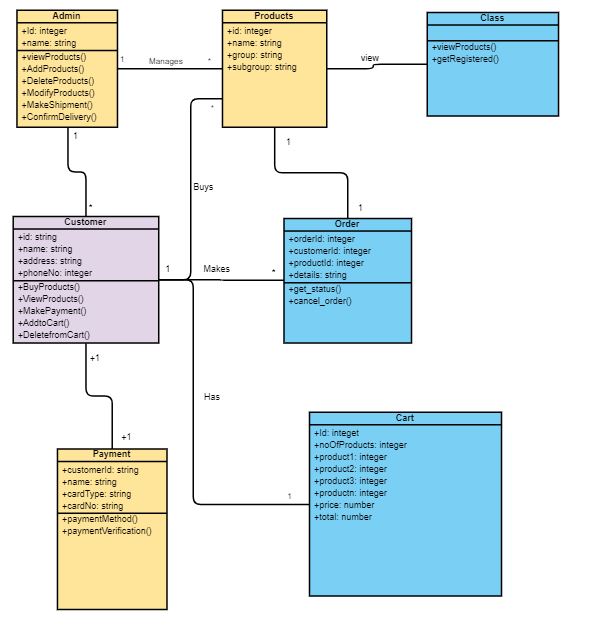 Admin
+Id: integer
+name: string
+viewProducts()
+AddProducts()
+DeleteProducts()
+ModifyProducts()
+MakeShipment()
+ConfirmDelivery()
1
Manages
*
Products
+id: integer
+name: string
+group: string
+subgroup: string
view
Class
+viewProducts()
+getRegistered()
1
*
*
Buys
1
1
Customer
+id: string
+name: string
+address: string
+phoneNo: integer
+BuyProducts()
+ViewProducts()
+MakePayment()
+AddtoCart()
+DeletefromCart()
1
Makes
*
Order
+orderId: integer
+customerId: integer
+productId: integer
+details: string
+get_status()
+cancel_order()
+1
+1
Has
1
Payment
+customerId: string
+name: string
+cardType: string
+cardNo: string
+paymentMethod()
+paymentVerification()
Cart
+Id: integet
+noOfProducts: integer
+product1: integer
+product2: integer
+product3: integer
+productn: integer
+price: number
+total: number